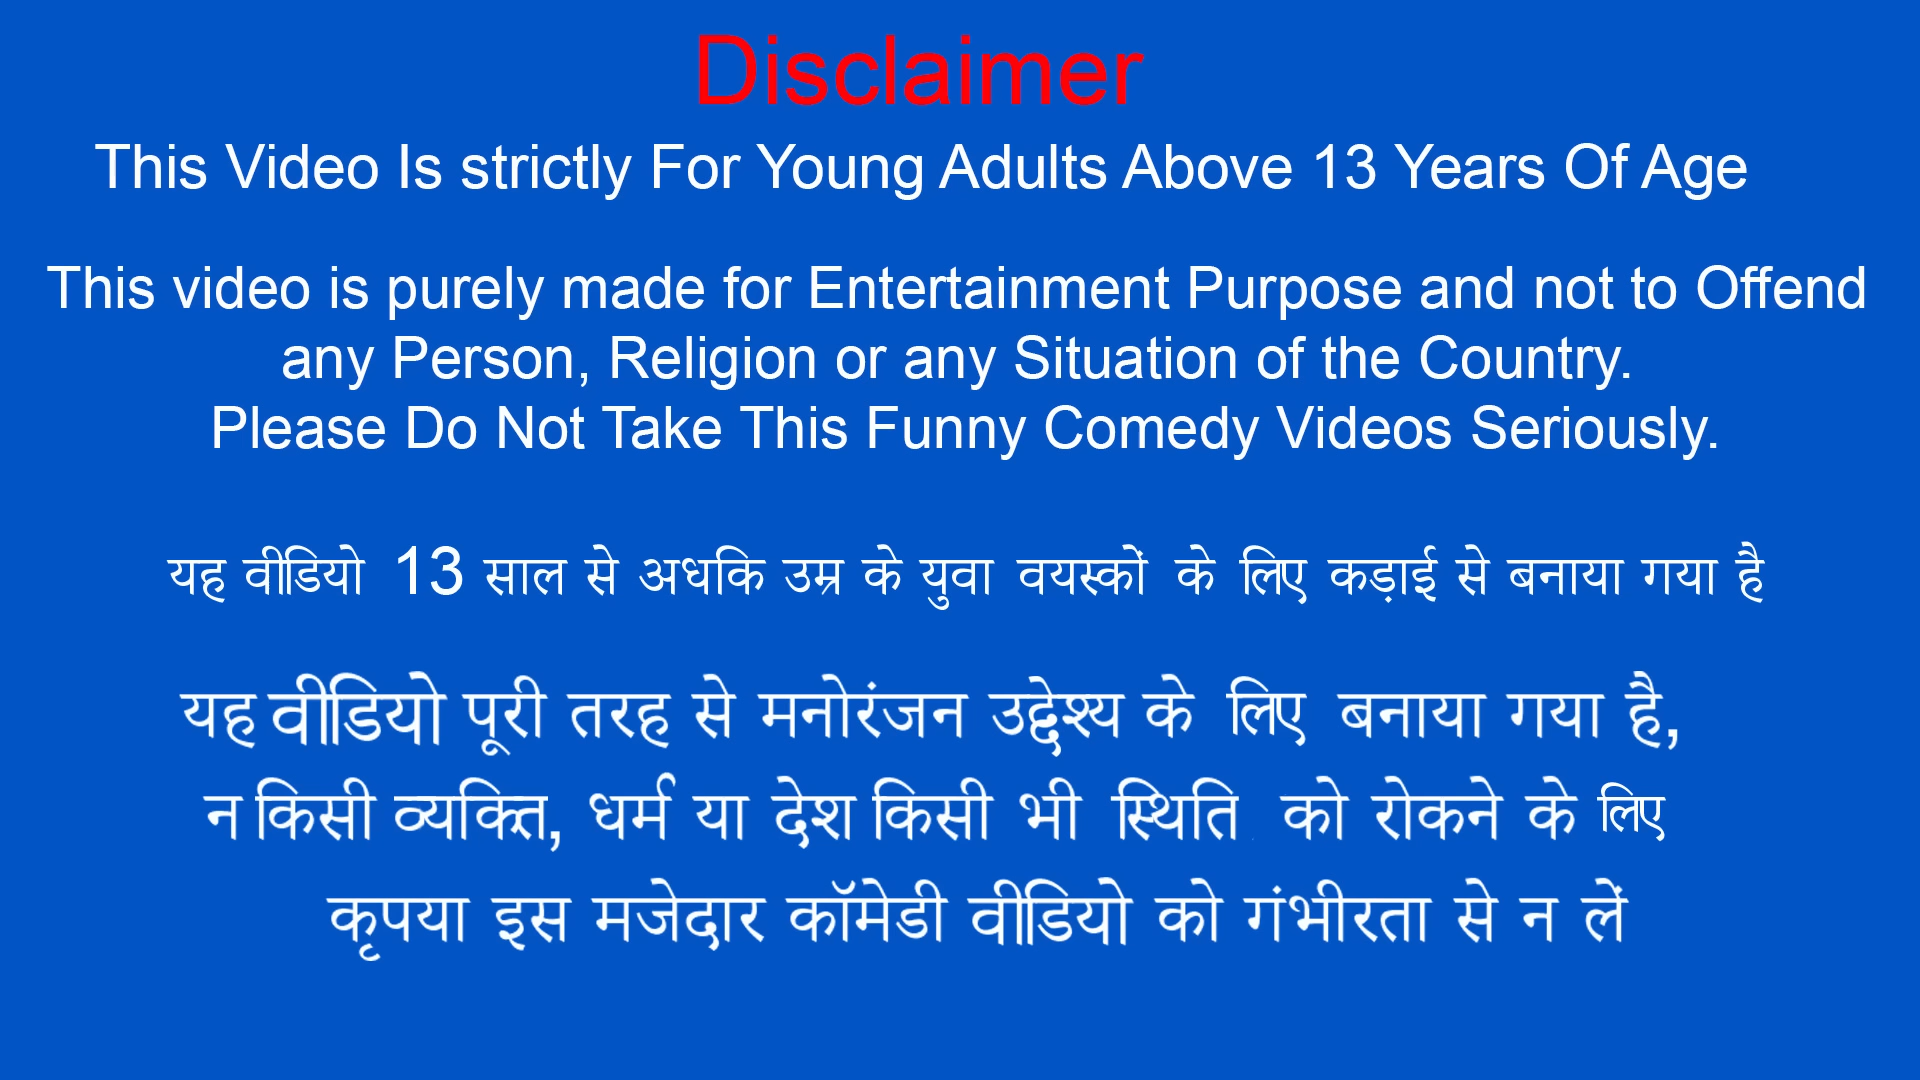 Disclaimer
This Video Is strictly For Young Adults Above 13 Years Of Age
This video is purely made for Entertainment Purpose and not to Offend
any Person, Religion or any Situation of the Country.
Please Do Not Take This Funny Comedy Videos Seriously.
यह वीडियो 13 साल से अधकि उम्र के युवा वयस्कों के लिए कड़ाई से बनाया गया है
यह वीडियो पूरी तरह से मनोरंजन उद्देश्य के लिए बनाया गया है,
न किसी व्यक्ति, धर्म या देश किसी भी स्थिति को रोकने के लिए
कृपया इस मजेदार कॉमेडी वीडियो को गंभीरता से न लें